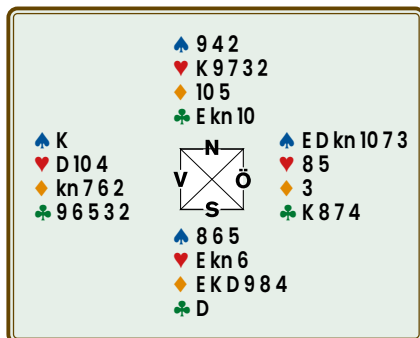 ♠ 9 4 2
♥ K 9 7 3 2
♦ 10 5
♣ E kn 10
♠ K
♥ D 10 4
♦ kn 7 6 2
♣ 9 6 5 3 2
N
V Ö
S
♠ E D kn 10 7 3
♥ 8 5
♦ 3
♣ K 8 7 4
♠ 8 6 5
♥ E kn 6
♦ E K D 9 8 4
♣ D